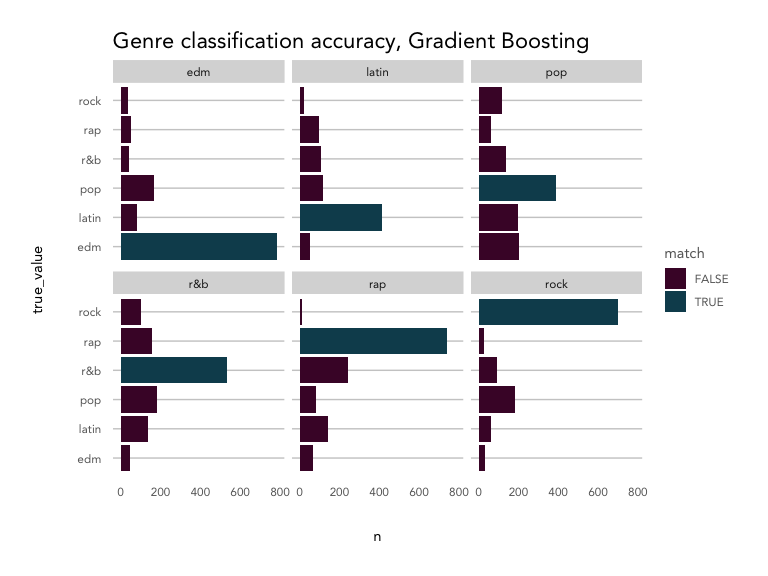 Genre classification accuracy, Gradient Boosting
edm
latin
pop
rock
rap
r&b
pop
latin
edm
r&b
rap
rock
rock
rap
r&b
pop
latin
edm
0 200 400 600 800 0 200 400 600 800 0 200 400 600 800
n
true_value
match
FALSE
TRUE